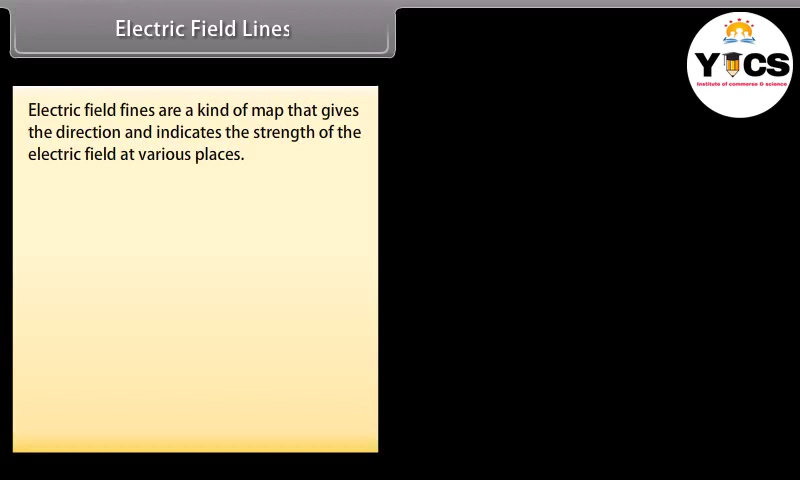 Electric Field Lines
YICS
Institute of commerce & science
Electric field fines are a kind of map that gives
the direction and indicates the strength of the
electric field at various places.